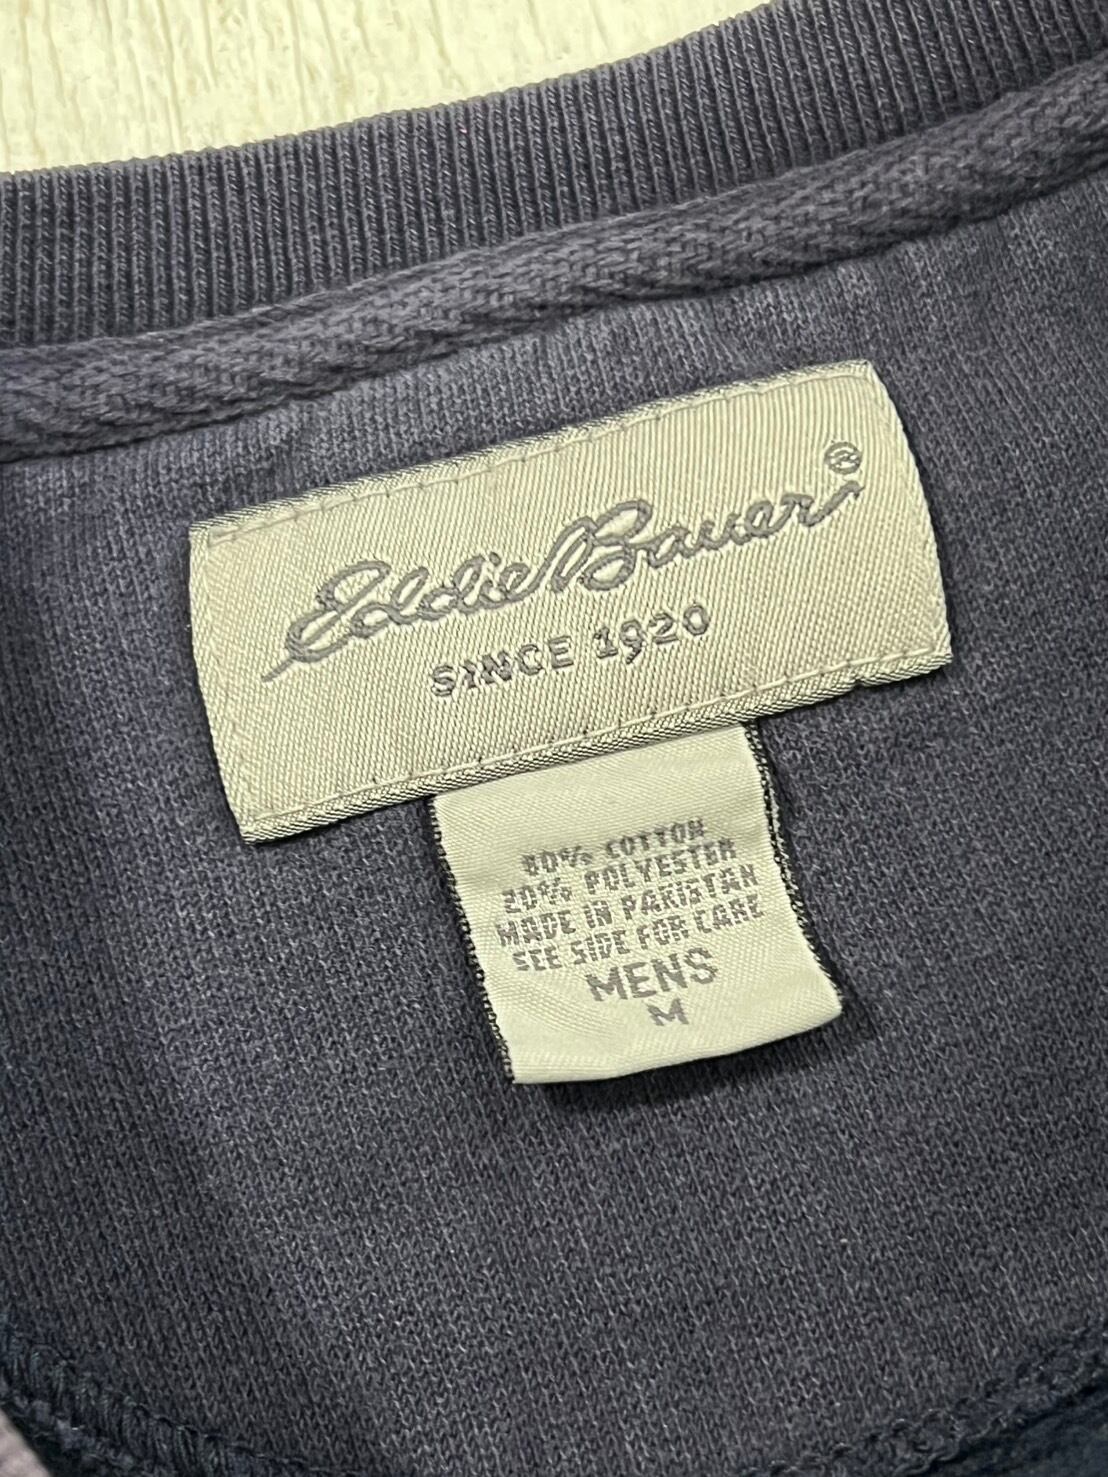 Eddie Bauer®
SINCE 1920
80% COTTON
20% POLYESTER
MADE IN PAKISTAN
SEE SIDE FOR CARE
MENS
M